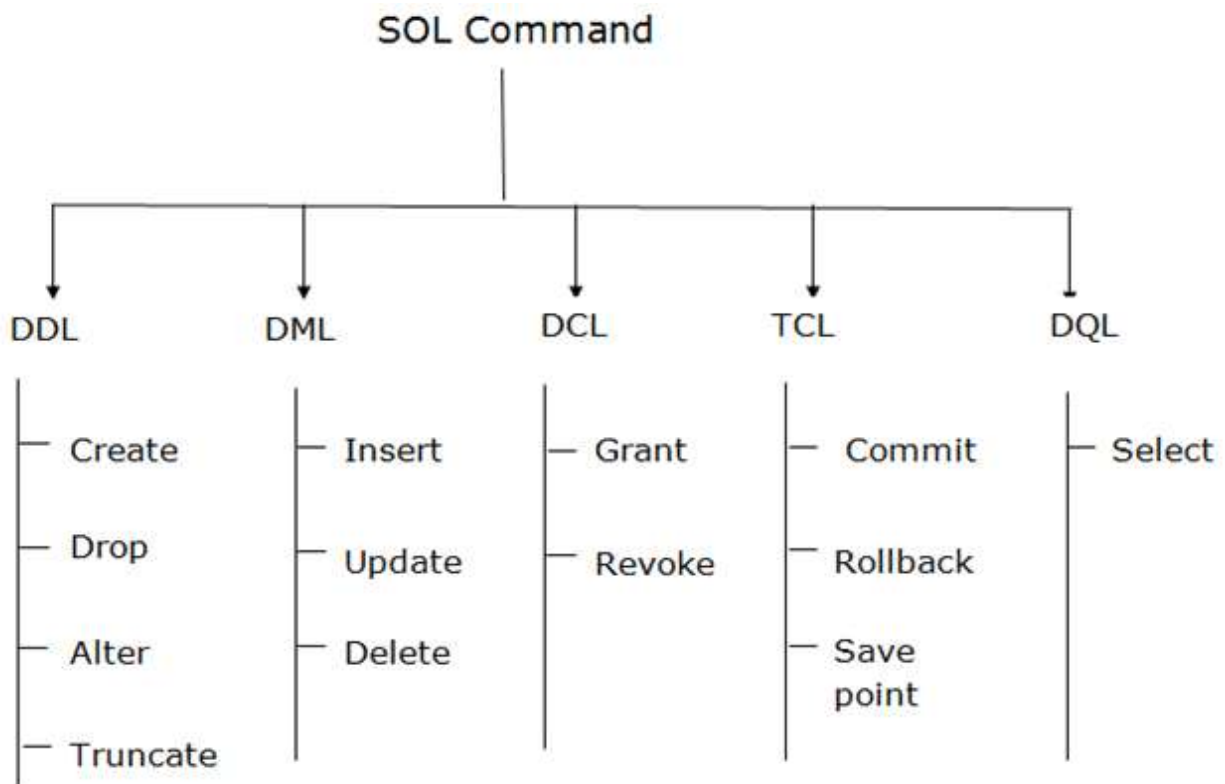 SOL Command
DDL
DML
DCL
TCL
DQL
Create
Insert
Grant
Commit
Select
Drop
Update
Revoke
Rollback
Alter
Delete
Save
point
Truncate